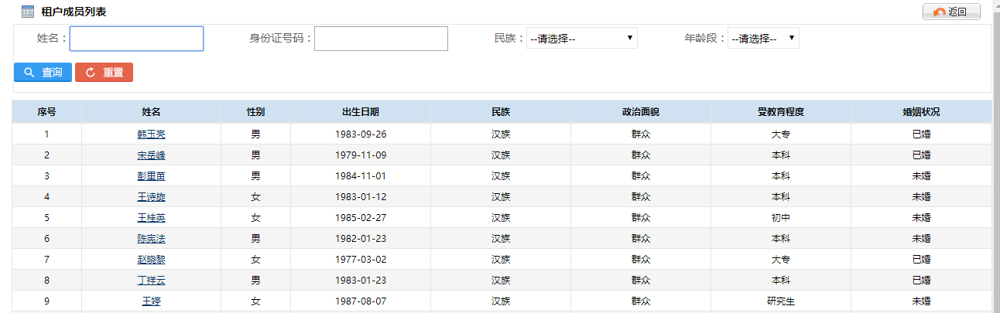 租户成员列表 返回
姓名： 身份证号码： 民族： --请选择-- 年龄段： --请选择--
查询 重置
序号 姓名 性别 出生日期 民族 政治面貌 受教育程度 婚姻状况
1 韩玉亮 男 1983-09-26 汉族 群众 大专 已婚
2 宋岳峰 男 1979-11-09 汉族 群众 本科 已婚
3 彭里苗 男 1984-11-01 汉族 群众 本科 未婚
4 王诗旋 女 1983-01-12 汉族 群众 本科 未婚
5 王桂英 女 1985-02-27 汉族 群众 初中 未婚
6 陈宪法 男 1982-01-23 汉族 群众 本科 未婚
7 赵晓黎 女 1977-03-02 汉族 群众 大专 已婚
8 丁祥云 男 1983-01-23 汉族 群众 本科 已婚
9 王婷 女 1987-08-07 汉族 群众 研究生 未婚